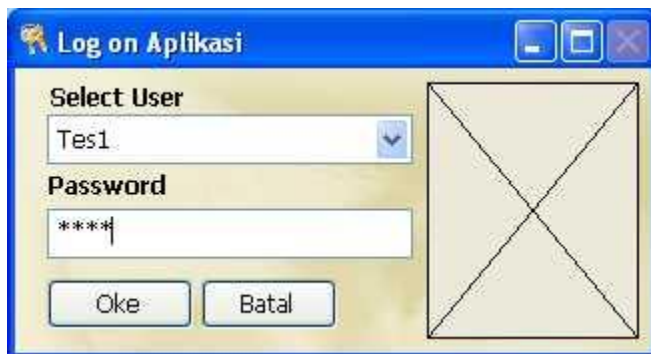 Log on Aplikasi
Select User
Tes1
Password
****
Oke Batal